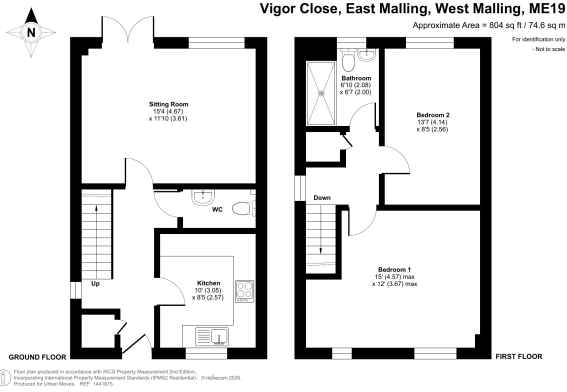 Vigor Close, East Malling, West Malling, ME19
Approximate Area = 804 sq ft / 74.6 sq m
For identification only
- Not to scale
N
Sitting Room
15'4 (4.67)
x 11'10 (3.61)
WC
Up
Kitchen
10' (3.05)
x 8'5 (2.57)
GROUND FLOOR
Bathroom
6'10 (2.08)
x 6'7 (2.00)
Bedroom 2
13'7 (4.14)
x 8'5 (2.56)
Down
Bedroom 1
15' (4.57) max
x 12' (3.67) max
FIRST FLOOR
Floor plan produced in accordance with RICS Property Measurement 2nd Edition,
Incorporating International Property Measurement Standards (IPMS2 Residential). © nichecom 2026.
Produced for Urban Moves. REF: 1441875